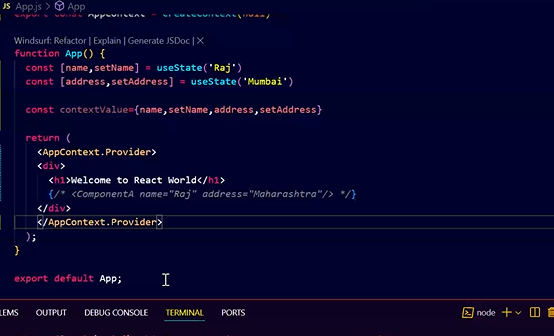 JS App.js > App
export const AppContext = createContext(null)
Windsurf: Refactor | Explain | Generate JSDoc | X
function App() {
const [name,setName] = useState('Raj')
const [address,setAddress] = useState('Mumbai')
const contextValue={name,setName,address,setAddress}
return (
<AppContext.Provider>
<div>
<h1>Welcome to React World</h1>
{/* <ComponentA name="Raj" address="Maharashtra"/> */}
</div>
</AppContext.Provider>
);
}
export default App;
LEMS OUTPUT DEBUG CONSOLE TERMINAL PORTS node